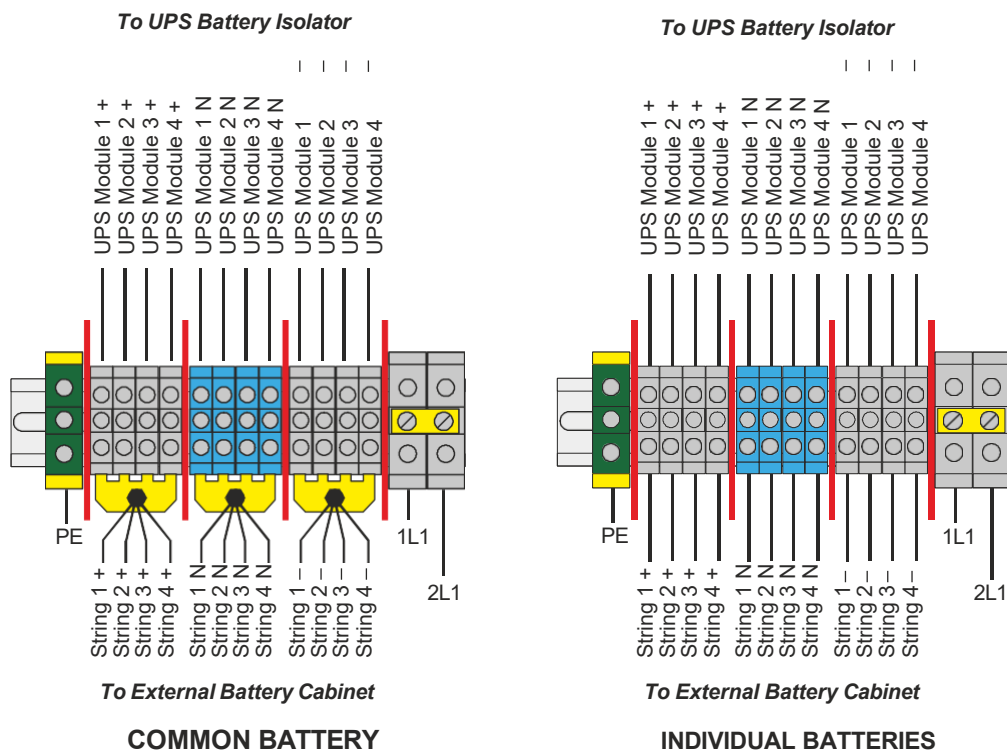 To UPS Battery Isolator
UPS Module 1 +
UPS Module 2 +
UPS Module 3 +
UPS Module 4 +
UPS Module 1 N
UPS Module 2 N
UPS Module 3 N
UPS Module 4 N
UPS Module 1 –
UPS Module 2 –
UPS Module 3 –
UPS Module 4 –
PE
1L1
2L1
String 1 +
String 2 +
String 3 +
String 4 +
String 1 N
String 2 N
String 3 N
String 4 N
String 1 –
String 2 –
String 3 –
String 4 –
To External Battery Cabinet
COMMON BATTERY
To UPS Battery Isolator
UPS Module 1 +
UPS Module 2 +
UPS Module 3 +
UPS Module 4 +
UPS Module 1 N
UPS Module 2 N
UPS Module 3 N
UPS Module 4 N
UPS Module 1 –
UPS Module 2 –
UPS Module 3 –
UPS Module 4 –
PE
1L1
2L1
String 1 +
String 2 +
String 3 +
String 4 +
String 1 N
String 2 N
String 3 N
String 4 N
String 1 –
String 2 –
String 3 –
String 4 –
To External Battery Cabinet
INDIVIDUAL BATTERIES